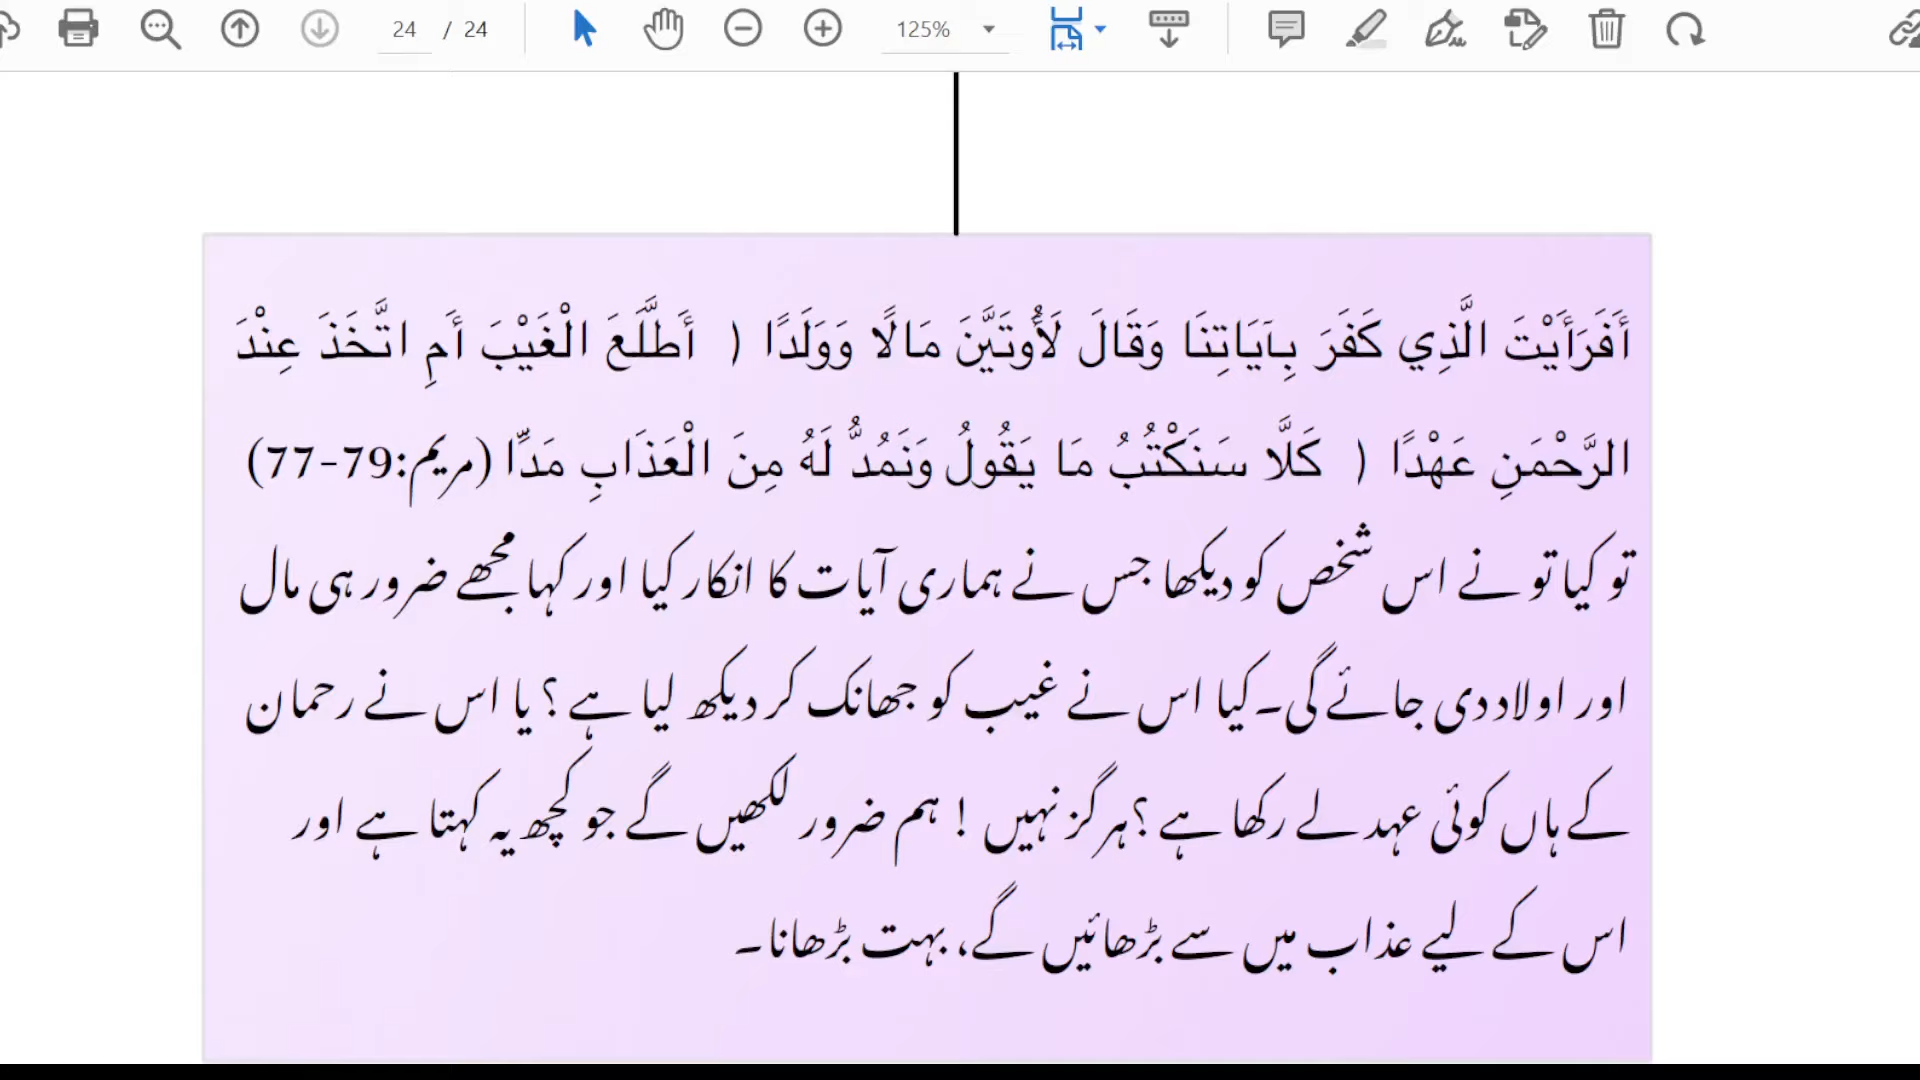 24 / 24 125%
أَفَرَأَيْتَ الَّذِي كَفَرَ بِآيَاتِنَا وَقَالَ لَأُوتَيَّنَ مَالًا وَوَلَدًا ( أَطَّلَعَ الْغَيْبَ أَمِ اتَّخَذَ عِنْدَ
الرَّحْمَنِ عَهْدًا ( كَلَّا سَنَكْتُبُ مَا يَقُولُ وَنَمُدُّ لَهُ مِنَ الْعَذَابِ مَدًّا (مریم:79-77)
تو کیا تو نے اس شخص کو دیکھا جس نے ہماری آیات کا انکار کیا اور کہا مجھے ضرور ہی مال
اور اولاد دی جائے گی۔ کیا اس نے غیب کو جھانک کر دیکھ لیا ہے ؟ یا اس نے رحمان
کے ہاں کوئی عہد لے رکھا ہے ؟ ہر گز نہیں ! ہم ضرور لکھیں گے جو کچھ یہ کہتا ہے اور
اس کے لیے عذاب میں سے بڑھائیں گے، بہت بڑھانا۔